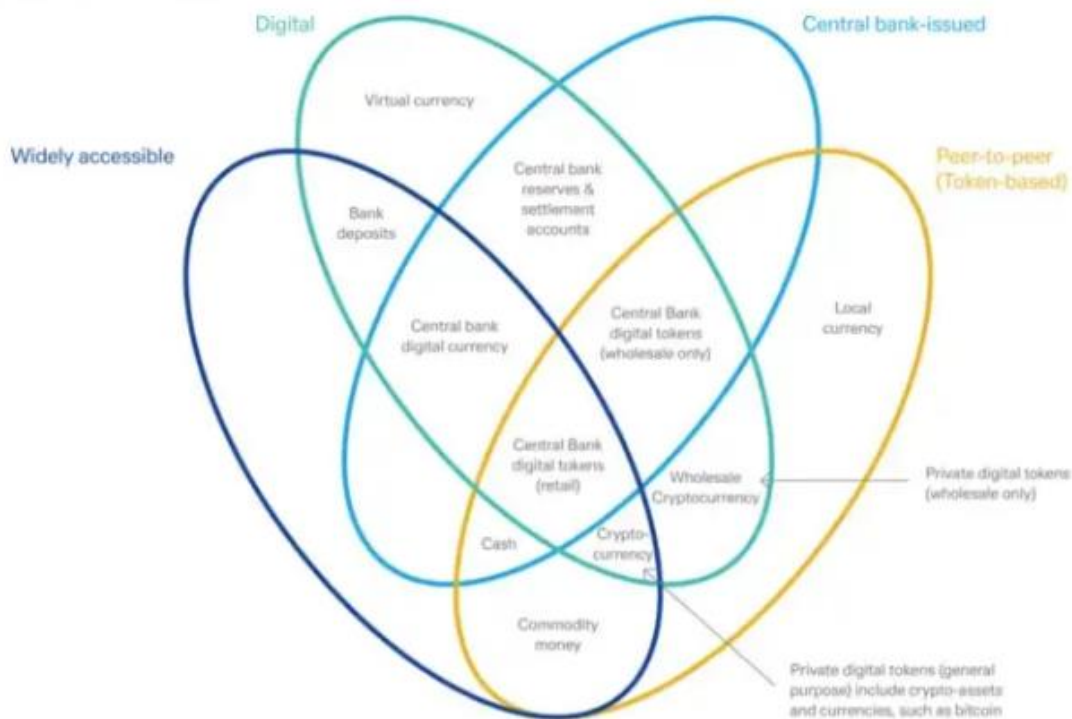 Digital
Central bank-issued
Virtual currency
Widely accessible
Peer-to-peer
(Token-based)
Central bank
reserves &
settlement
accounts
Bank
deposits
Central bank
digital currency
Central Bank
digital tokens
(wholesale only)
Local
currency
Central Bank
digital tokens
(retail)
Wholesale
Cryptocurrency
Private digital tokens
(wholesale only)
Cash
Crypto-
currency
Commodity
money
Private digital tokens (general
purpose) include crypto-assets
and currencies, such as bitcoin